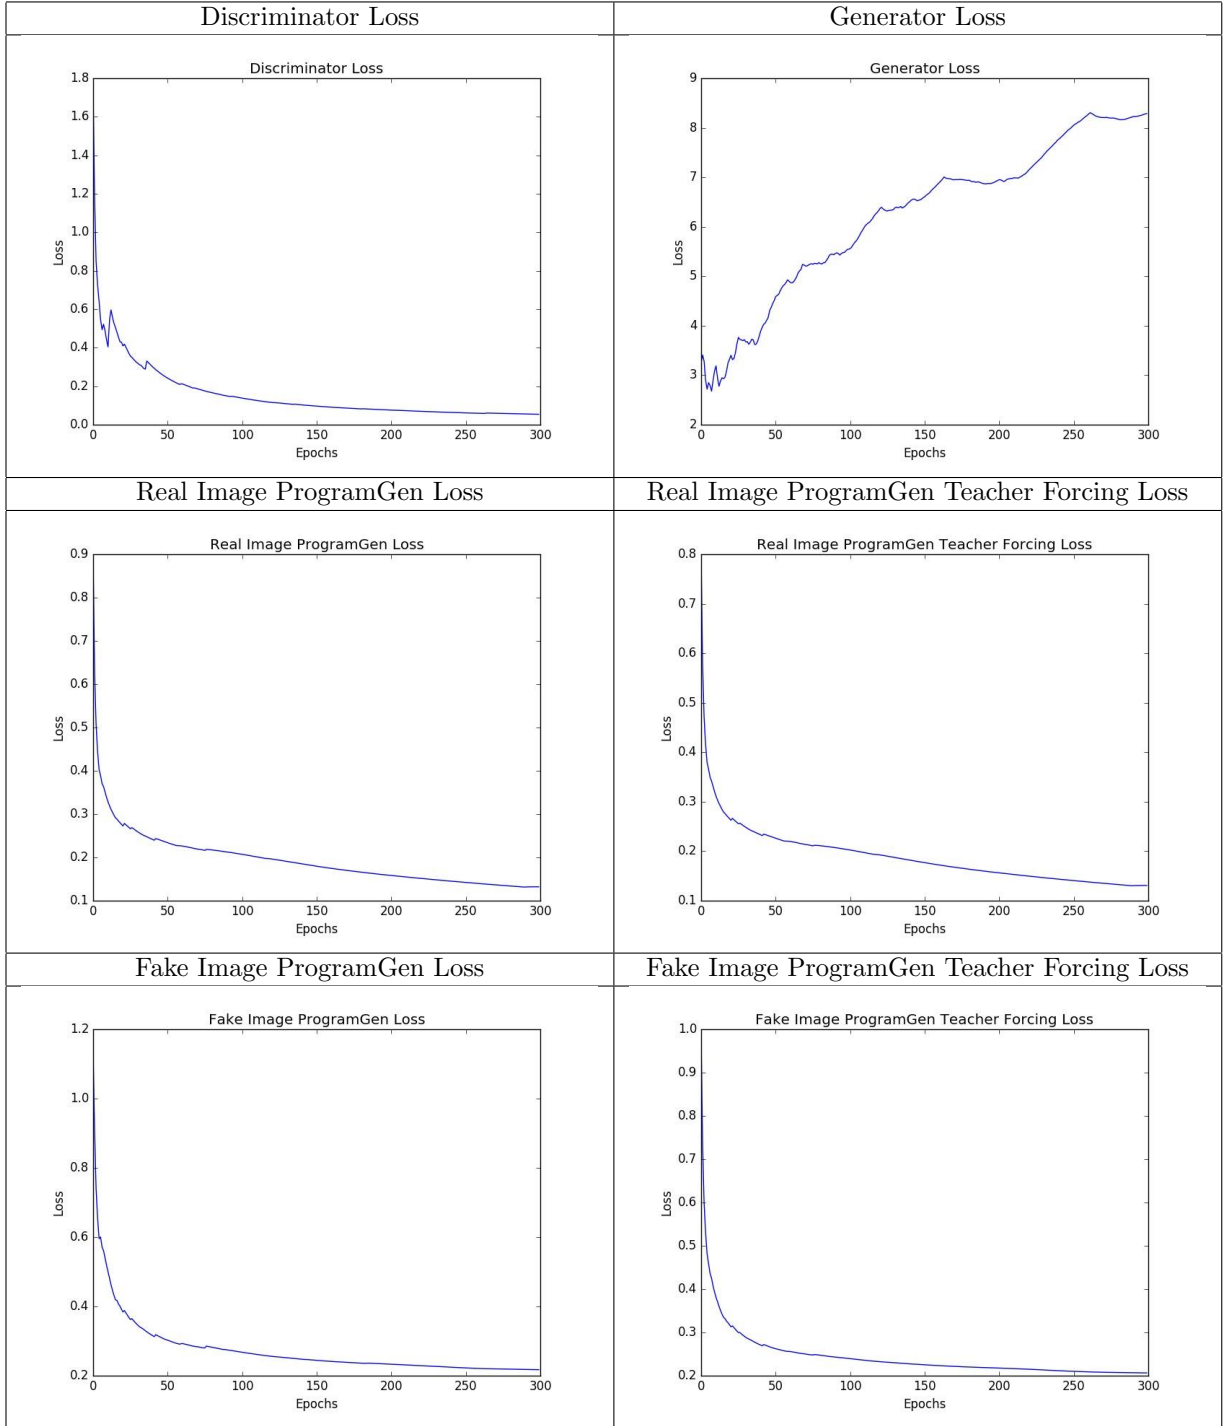 Discriminator Loss
Generator Loss
Discriminator Loss
1.8
1.6
1.4
1.2
1.0
0.8
0.6
0.4
0.2
0.0
Loss
0 50 100 150 200 250 300
Epochs
Generator Loss
9
8
7
6
5
4
3
2
Loss
0 50 100 150 200 250 300
Epochs
Real Image ProgramGen Loss
Real Image ProgramGen Teacher Forcing Loss
Real Image ProgramGen Loss
0.9
0.8
0.7
0.6
0.5
0.4
0.3
0.2
0.1
Loss
0 50 100 150 200 250 300
Epochs
Real Image ProgramGen Teacher Forcing Loss
0.8
0.7
0.6
0.5
0.4
0.3
0.2
0.1
Loss
0 50 100 150 200 250 300
Epochs
Fake Image ProgramGen Loss
Fake Image ProgramGen Teacher Forcing Loss
Fake Image ProgramGen Loss
1.2
1.0
0.8
0.6
0.4
0.2
Loss
0 50 100 150 200 250 300
Epochs
Fake Image ProgramGen Teacher Forcing Loss
1.0
0.9
0.8
0.7
0.6
0.5
0.4
0.3
0.2
Loss
0 50 100 150 200 250 300
Epochs